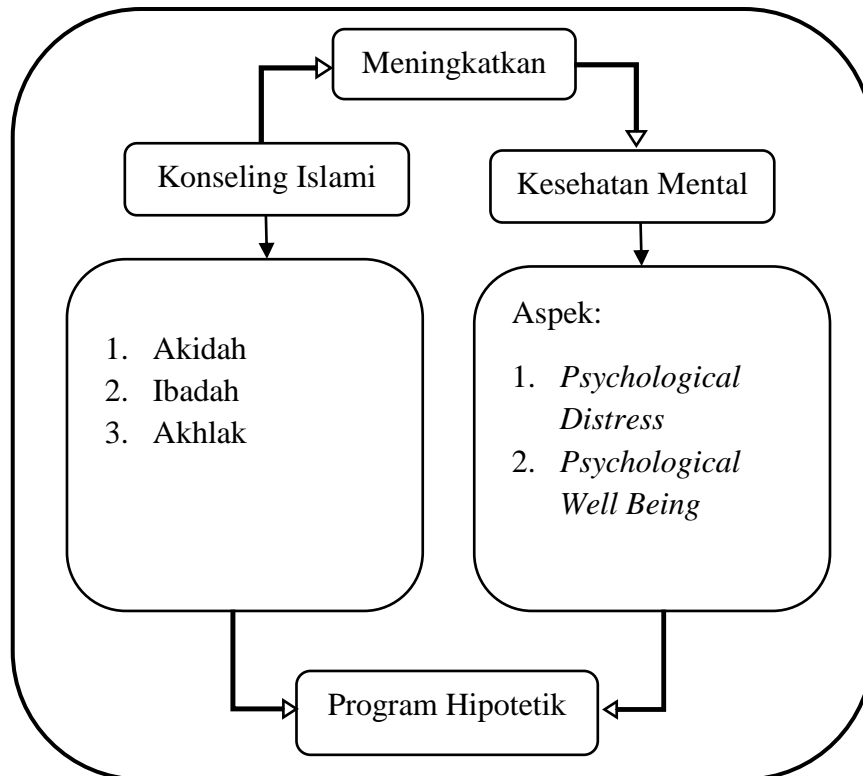 Meningkatkan
Konseling Islami
Kesehatan Mental
1. Akidah
2. Ibadah
3. Akhlak
Aspek:
1. Psychological
Distress
2. Psychological
Well Being
Program Hipotetik